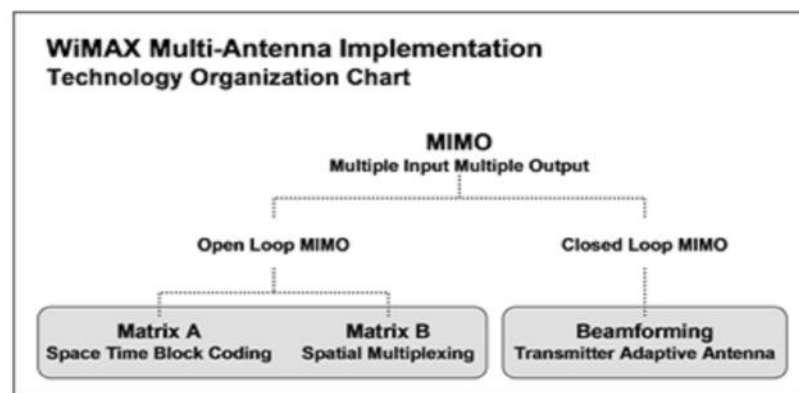 WiMAX Multi-Antenna Implementation
Technology Organization Chart
MIMO
Multiple Input Multiple Output
Open Loop MIMO
Closed Loop MIMO
Matrix A
Space Time Block Coding
Matrix B
Spatial Multiplexing
Beamforming
Transmitter Adaptive Antenna